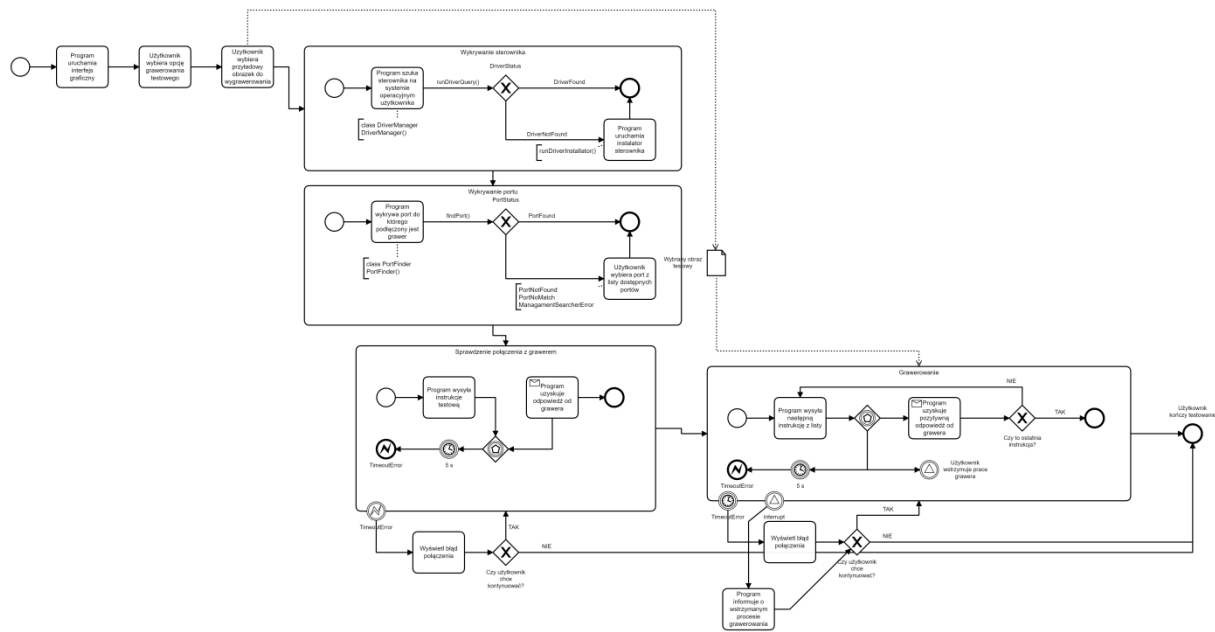 Program
uruchamia
interfejs
graficzny
Użytkownik
wybiera opcję
grawerowania
testowego
Użytkownik
wybiera
przyładowy
obrazek do
wygrawerowania
Wykrywanie sterownika
Program szuka
sterownika na
systemie
operacyjnym
użytkownika
runDriverQuery()
DriverStatus
DriverFound
class DriverManager
DriverManager()
DriverNotFound
runDriverInstallator()
Program
uruchamia
instalator
sterownika
Wykrywanie portu
Program
wykrywa port do
którego
podłączony jest
grawer
findPort()
PortStatus
PortFound
class PortFinder
PortFinder()
PortNotFound
PortNoMatch
ManagamentSearcherError
Użytkownik
wybiera port z
listy dostępnych
portów
Wybrany obraz
testowy
Sprawdzenie połączenia z grawerem
Program wysyła
instrukcje
testową
Program
uzyskuje
odpowiedź od
grawera
TimeoutError
5 s
TimeoutError
Wyświetl błąd
połączenia
TAK
NIE
Czy użytkownik
chce
kontynuować?
Grawerowanie
NIE
Program wysyła
następną
instrukcję z listy
Program
uzyskuje
pozytywną
odpowiedź od
grawera
TAK
Czy to ostatnia
instrukcja?
TimeoutError
5 s
Użytkownik
wstrzymuje prace
grawera
TimeoutError
Interrupt
Wyświetl błąd
połączenia
TAK
NIE
Czy użytkownik
chce
kontynuować?
Program
informuje o
wstrzymanym
procesie
grawerowania
Użytkownik
kończy testowanie